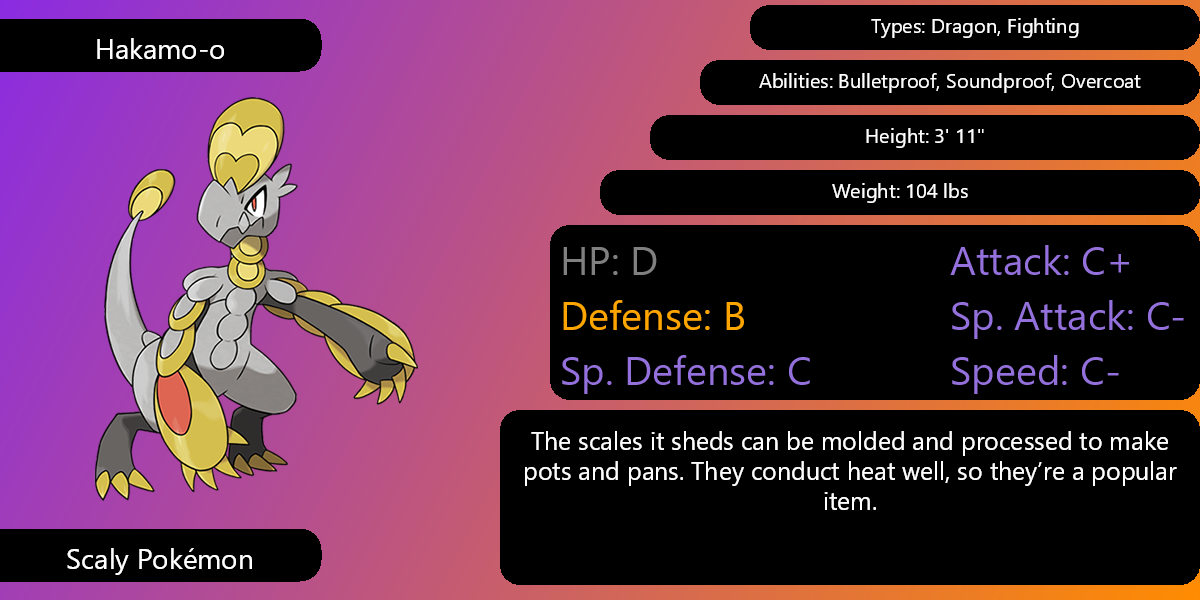 Hakamo-o
Types: Dragon, Fighting
Abilities: Bulletproof, Soundproof, Overcoat
Height: 3' 11"
Weight: 104 lbs
HP: D
Attack: C+
Defense: B
Sp. Attack: C-
Sp. Defense: C
Speed: C-
The scales it sheds can be molded and processed to make
pots and pans. They conduct heat well, so they’re a popular
item.
Scaly Pokémon